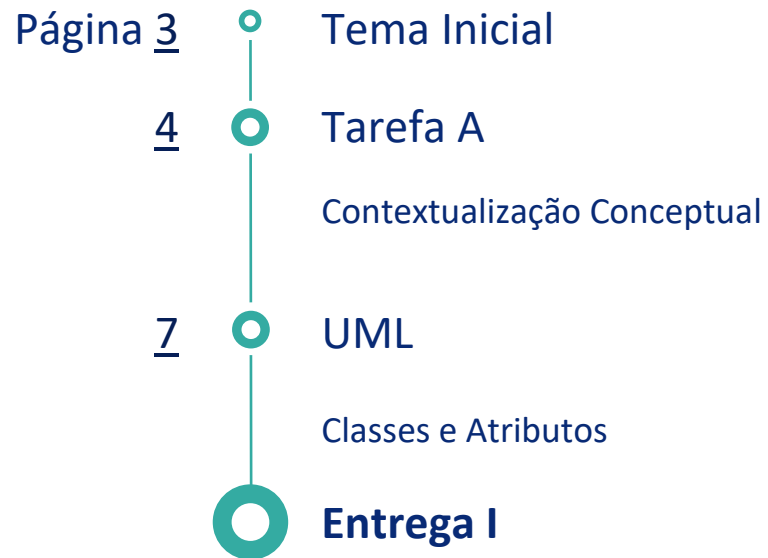 Página 3 Tema Inicial
4 Tarefa A
Contextualização Conceptual
7 UML
Classes e Atributos
Entrega I